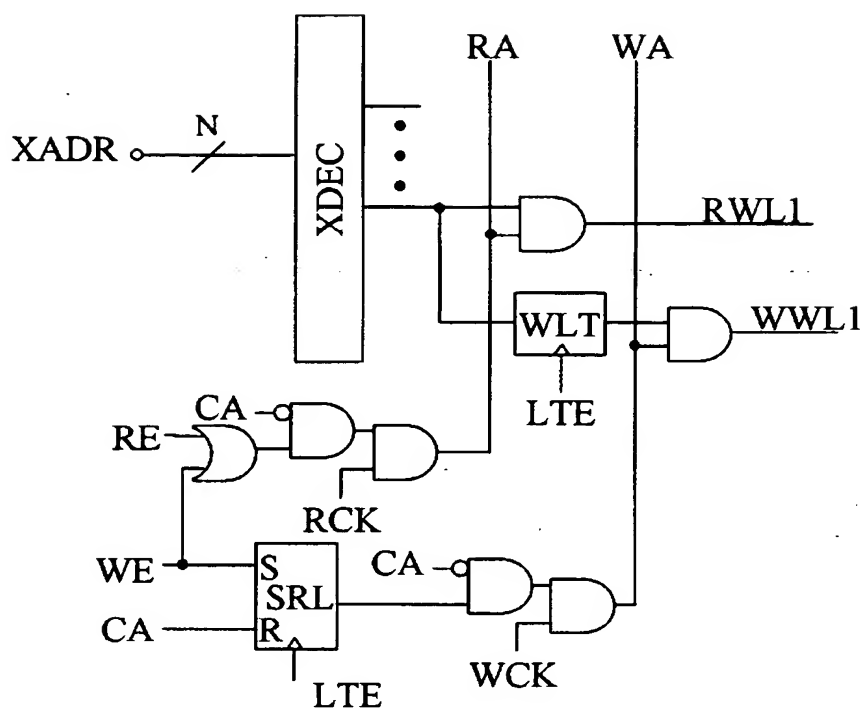 RA
WA
N
XADR
XDEC
RWL1
WLT
WWL1
LTE
CA
RE
RCK
WE
S
SRL
CA
CA
R
WCK
LTE